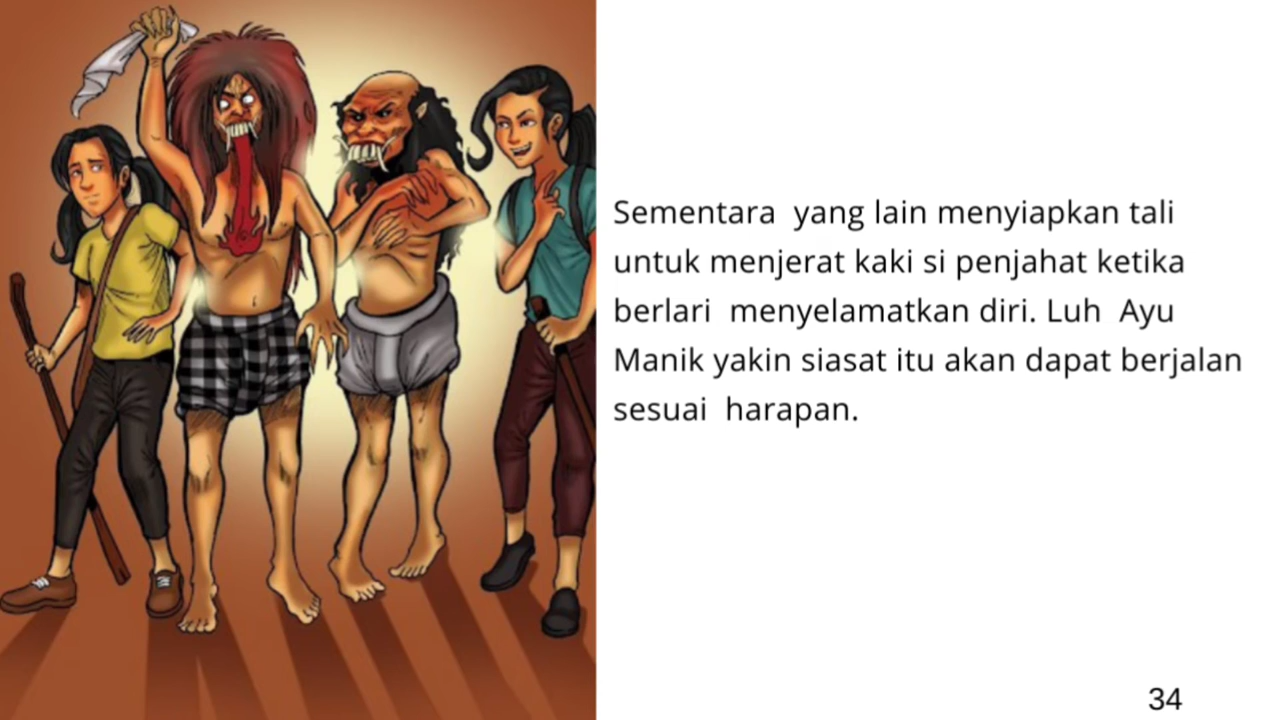 Sementara yang lain menyiapkan tali
untuk menjerat kaki si penjahat ketika
berlari menyelamatkan diri. Luh Ayu
Manik yakin siasat itu akan dapat berjalan
sesuai harapan.
34